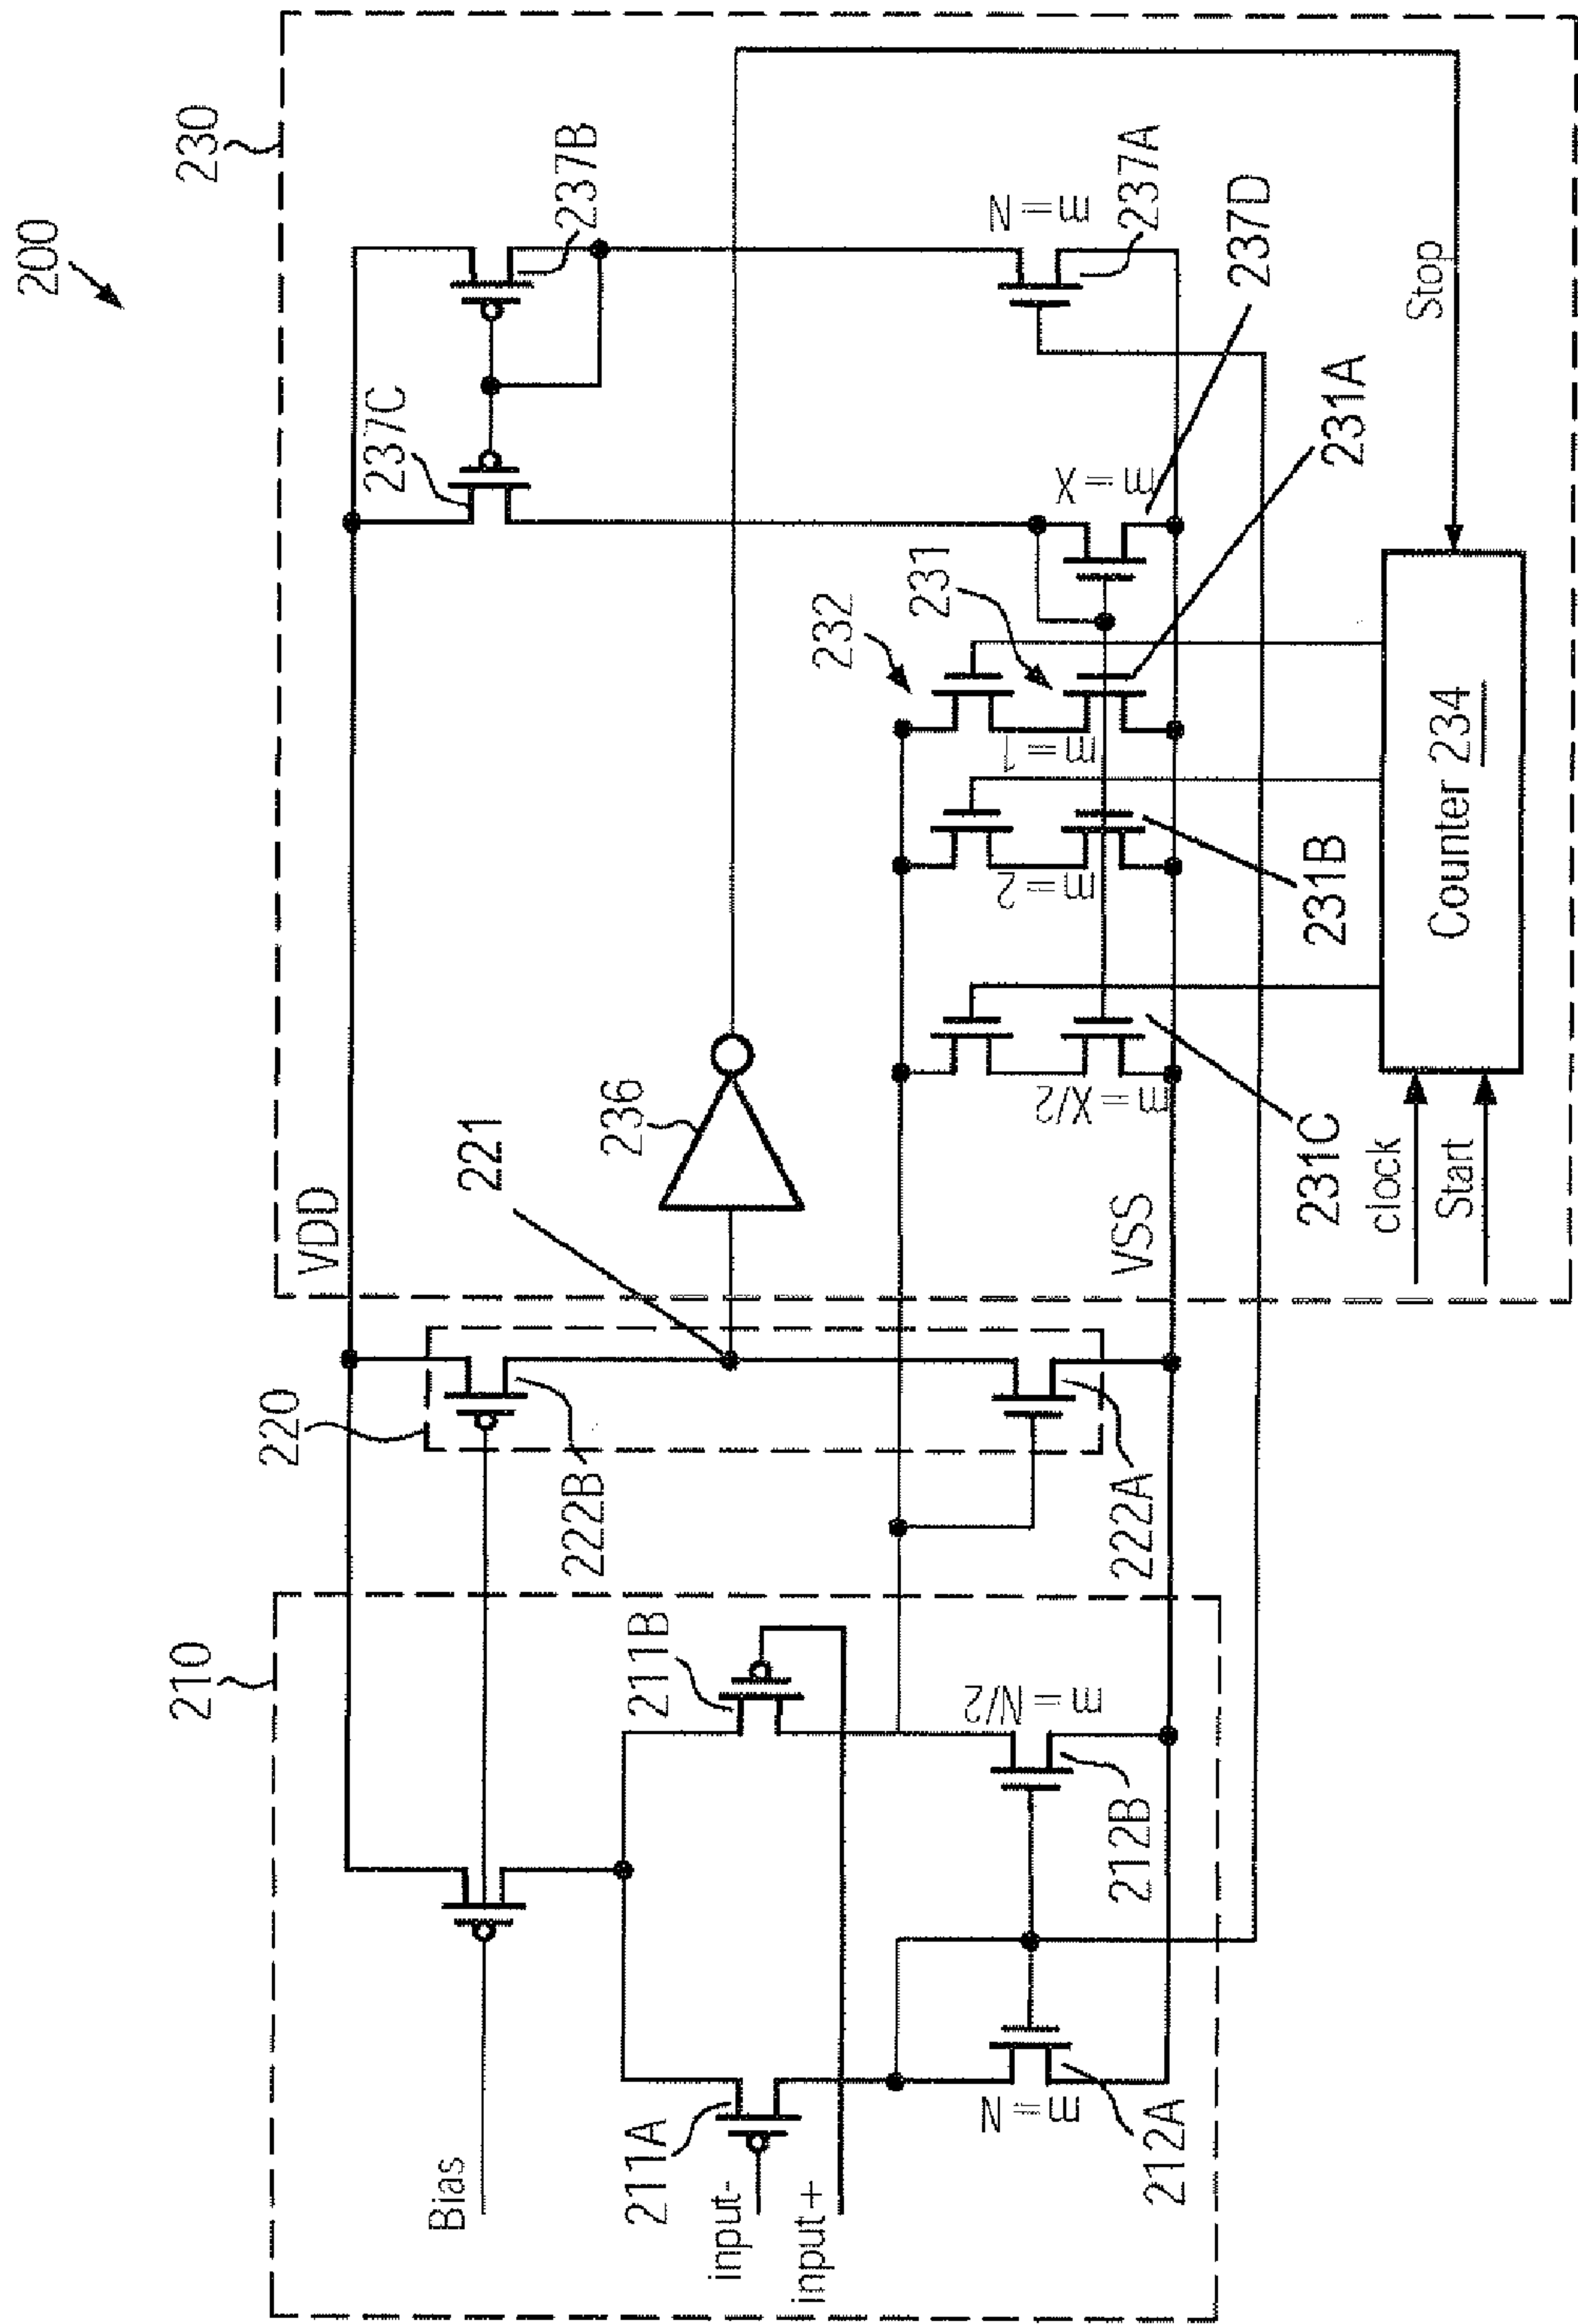 200
230
210
220
VDD
237C
237B
Bias
222B
221
236
211A
211B
input-
input+
232
231
m=N
m=N/2
m=X/2
m=2
m=1
m=X
m=N
212A
212B
222A
VSS
231C
231B
231A
237D
237A
clock
Start
Counter 234
Stop